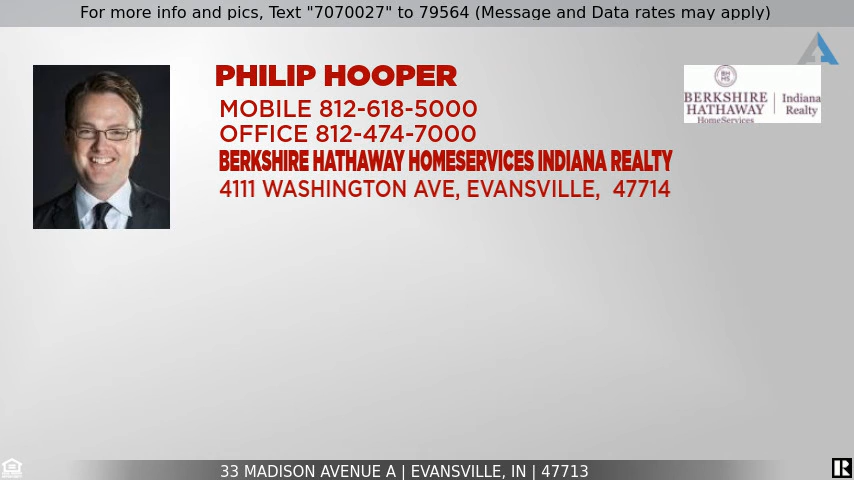 For more info and pics, Text "7070027" to 79564 (Message and Data rates may apply)
PHILIP HOOPER
MOBILE 812-618-5000
OFFICE 812-474-7000
BERKSHIRE HATHAWAY HOMESERVICES INDIANA REALTY
4111 WASHINGTON AVE, EVANSVILLE, 47714
BH
HS
BERKSHIRE
HATHAWAY
HomeServices
Indiana
Realty
33 MADISON AVENUE A | EVANSVILLE, IN | 47713